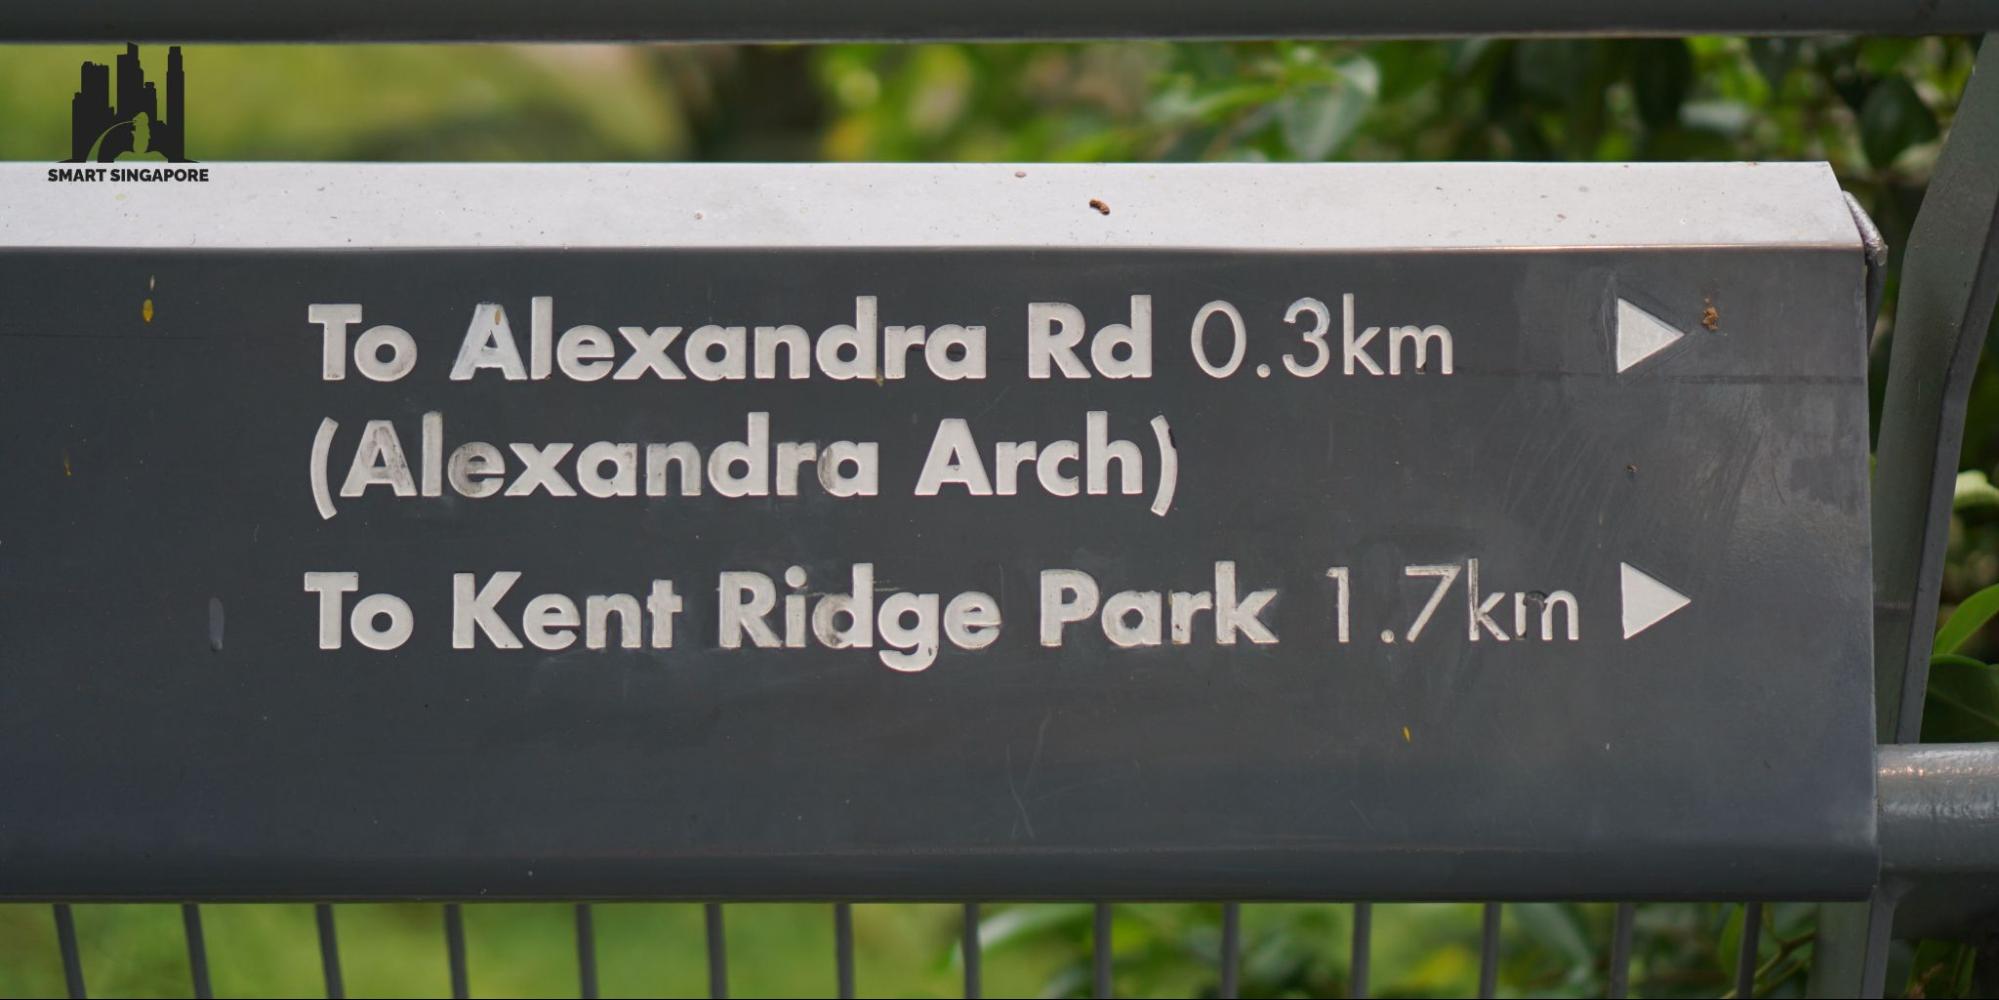 SMART SINGAPORE
To Alexandra Rd 0.3km
(Alexandra Arch)
To Kent Ridge Park 1.7km